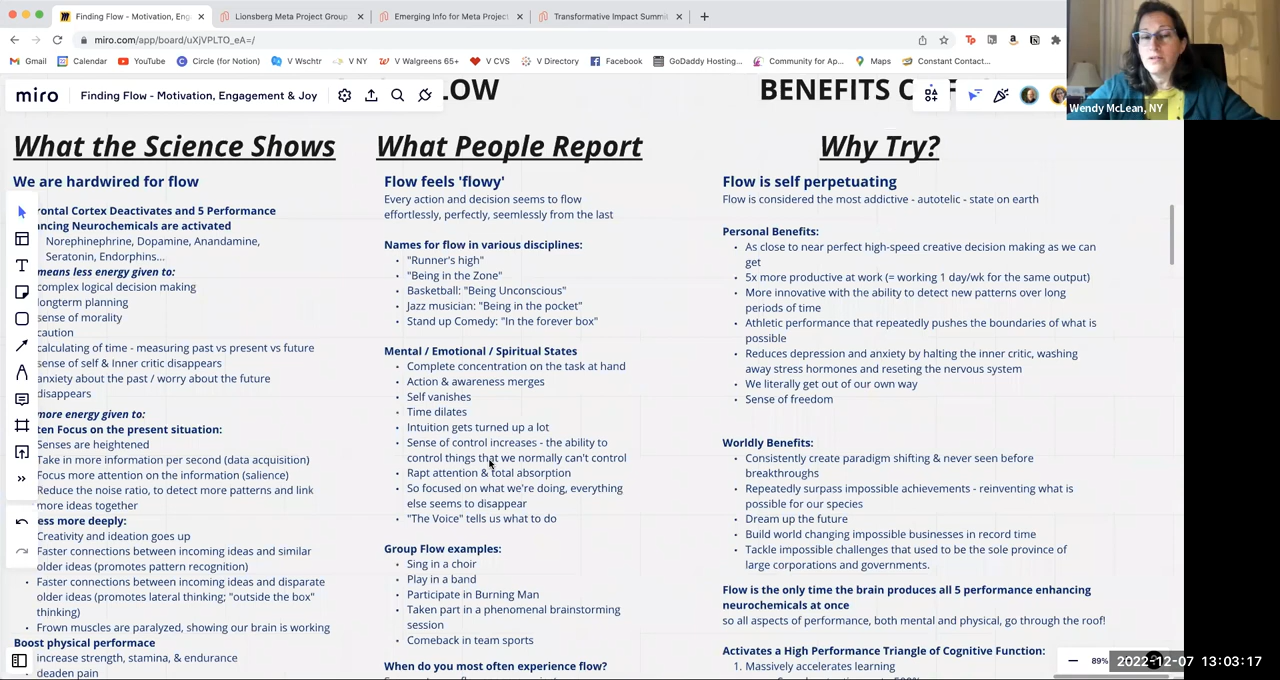 Finding Flow - Motivation, Eng
Lionsberg Meta Project Group
Emerging Info for Meta Project
Transformative Impact Summi
miro.com/app/board/uXjVPLTO_eA=/
Gmail
Calendar
YouTube
Circle (for Notion)
V Wschtr
V NY
V Walgreens 65+
V CVS
V Directory
Facebook
GoDaddy Hosting...
Community for Ap...
Maps
Constant Contact...
Wendy McLean, NY
miro
Finding Flow - Motivation, Engagement & Joy
LOW
BENEFITS OF F
What the Science Shows
We are hardwired for flow
rontal Cortex Deactivates and 5 Performance
ncing Neurochemicals are activated
Norephinephrine, Dopamine, Anandamine,
Seratonin, Endorphins...
means less energy given to:
complex logical decision making
longterm planning
sense of morality
caution
calculating of time - measuring past vs present vs future
sense of self & Inner critic disappears
anxiety about the past / worry about the future
disappears
more energy given to:
ten Focus on the present situation:
Senses are heightened
Take in more information per second (data acquisition)
Focus more attention on the information (salience)
Reduce the noise ratio, to detect more patterns and link
more ideas together
ess more deeply:
Creativity and ideation goes up
Faster connections between incoming ideas and similar
older ideas (promotes pattern recognition)
Faster connections between incoming ideas and disparate
older ideas (promotes lateral thinking; "outside the box"
thinking)
Frown muscles are paralyzed, showing our brain is working
Boost physical performace
increase strength, stamina, & endurance
deaden pain
What People Report
Flow feels 'flowy'
Every action and decision seems to flow
effortlessly, perfectly, seemlessly from the last
Names for flow in various disciplines:
"Runner's high"
"Being in the Zone"
Basketball: "Being Unconscious"
Jazz musician: "Being in the pocket"
Stand up Comedy: "In the forever box"
Mental / Emotional / Spiritual States
Complete concentration on the task at hand
Action & awareness merges
Self vanishes
Time dilates
Intuition gets turned up a lot
Sense of control increases - the ability to
control things that we normally can't control
Rapt attention & total absorption
So focused on what we're doing, everything
else seems to disappear
"The Voice" tells us what to do
Group Flow examples:
Sing in a choir
Play in a band
Participate in Burning Man
Taken part in a phenomenal brainstorming
session
Comeback in team sports
When do you most often experience flow?
Why Try?
Flow is self perpetuating
Flow is considered the most addictive - autotelic - state on earth
Personal Benefits:
As close to near perfect high-speed creative decision making as we can
get
5x more productive at work (= working 1 day/wk for the same output)
More innovative with the ability to detect new patterns over long
periods of time
Athletic performance that repeatedly pushes the boundaries of what is
possible
Reduces depression and anxiety by halting the inner critic, washing
away stress hormones and reseting the nervous system
We literally get out of our own way
Sense of freedom
Worldly Benefits:
Consistently create paradigm shifting & never seen before
breakthroughs
Repeatedly surpass impossible achievements - reinventing what is
possible for our species
Dream up the future
Build world changing impossible businesses in record time
Tackle impossible challenges that used to be the sole province of
large corporations and governments.
Flow is the only time the brain produces all 5 performance enhancing
neurochemicals at once
so all aspects of performance, both mental and physical, go through the roof!
Activates a High Performance Triangle of Cognitive Function:
1. Massively accelerates learning
89%
2022-12-07 13:03:17